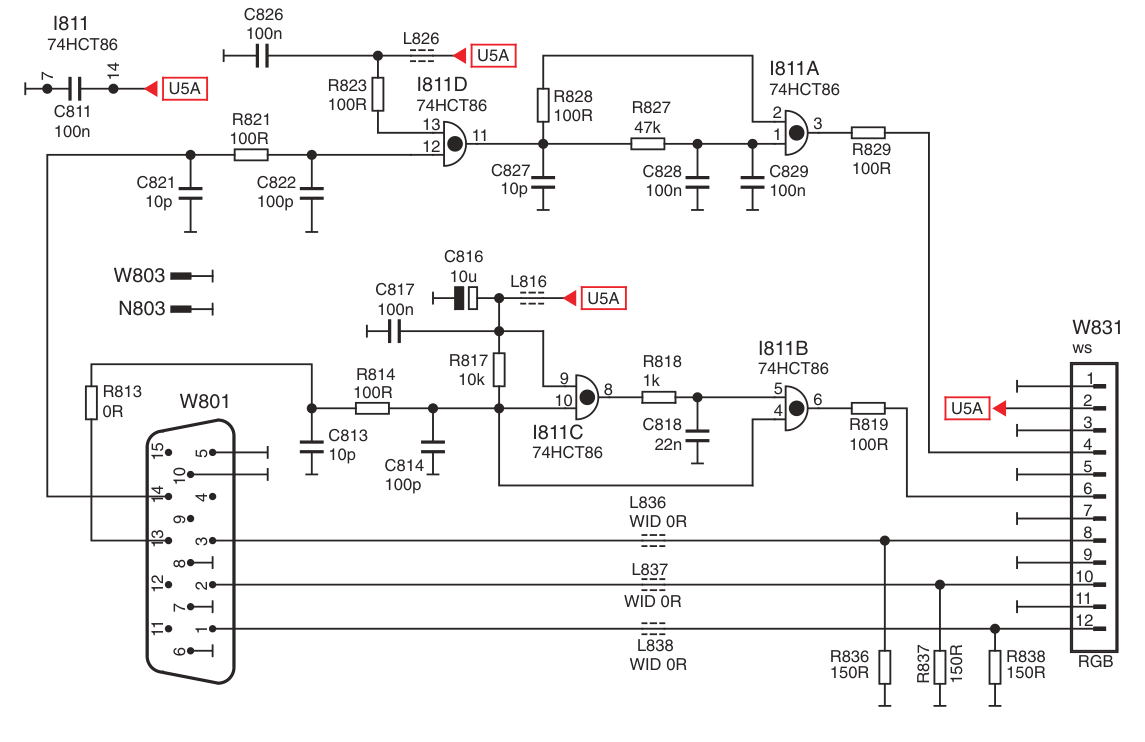 I811
74HCT86
7
14
U5A
C811
100n
C826
100n
L826
U5A
R823
100R
I811D
74HCT86
13
12
11
R821
100R
C821
10p
C822
100p
R828
100R
R827
47k
C827
10p
C828
100n
C829
100n
I811A
74HCT86
2
1
3
R829
100R
W803
N803
C816
10u
L816
U5A
C817
100n
R817
10k
R813
0R
R814
100R
W801
C813
10p
C814
100p
9
10
8
I811C
74HCT86
R818
1k
C818
22n
I811B
74HCT86
5
4
6
R819
100R
15
5
10
14
4
9
13
3
8
12
2
7
11
1
6
L836
WID 0R
L837
WID 0R
L838
WID 0R
R836
150R
R837
150R
R838
150R
W831
ws
U5A
1
2
3
4
5
6
7
8
9
10
11
12
RGB